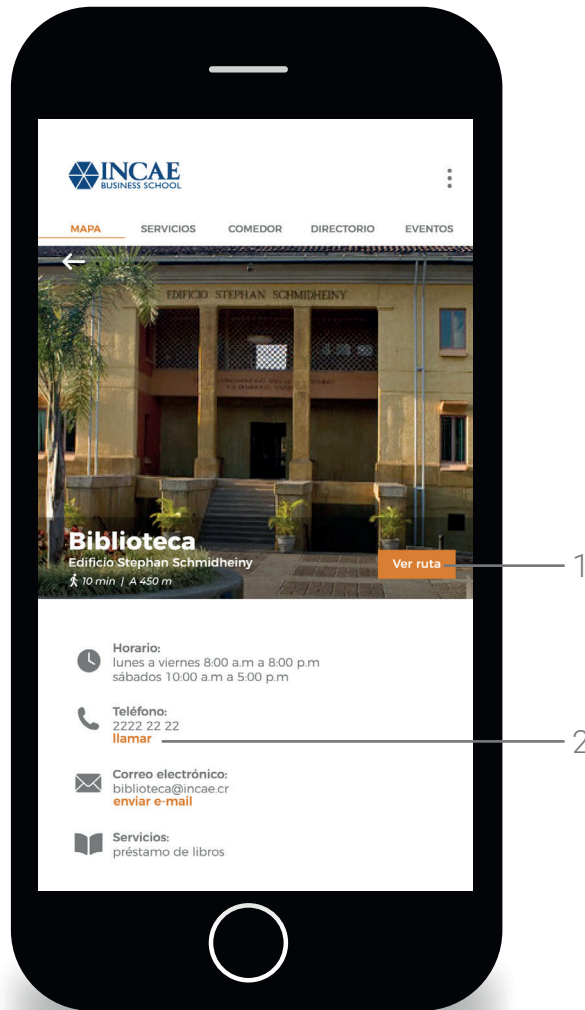 INCAE
BUSINESS SCHOOL
MAPA SERVICIOS COMEDOR DIRECTORIO EVENTOS
EDIFICIO STEPHAN SCHMIDHEINY
Biblioteca
Edificio Stephan Schmidheiny
10 min | A 450 m
Ver ruta
1
Horario:
lunes a viernes 8:00 a.m a 8:00 p.m
sábados 10:00 a.m a 5:00 p.m
Teléfono:
2222 22 22
llamar
2
Correo electrónico:
biblioteca@incae.cr
enviar e-mail
Servicios:
préstamo de libros